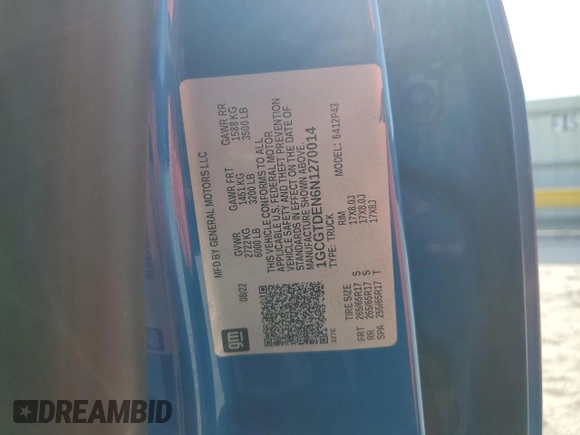 MFD BY GENERAL MOTORS LLC
08/22 GVWR GAWR FRT GAWR RR
2722 KG 1451 KG 1588 KG
6000 LB 3200 LB 3500 LB
THIS VEHICLE CONFORMS TO ALL
APPLICABLE U.S. FEDERAL MOTOR
VEHICLE SAFETY AND THEFT PREVENTION
STANDARDS IN EFFECT ON THE DATE OF
MANUFACTURE SHOWN ABOVE.
1GCGTDEN6N1270014
TYPE: TRUCK MODEL: 6412P43
TIRE SIZE RIM
FRT 265/65R17 S 17X8.0J
RR 265/65R17 S 17X8.0J
SPA 255/65R17 T 17X8J
gm
DREAMBID